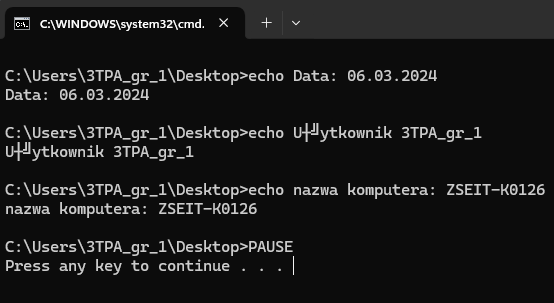 C:\WINDOWS\system32\cmd.
C:\Users\3TPA_gr_1\Desktop>echo Data: 06.03.2024
Data: 06.03.2024
C:\Users\3TPA_gr_1\Desktop>echo U┼╝ytkownik 3TPA_gr_1
U┼╝ytkownik 3TPA_gr_1
C:\Users\3TPA_gr_1\Desktop>echo nazwa komputera: ZSEIT-K0126
nazwa komputera: ZSEIT-K0126
C:\Users\3TPA_gr_1\Desktop>PAUSE
Press any key to continue . . .